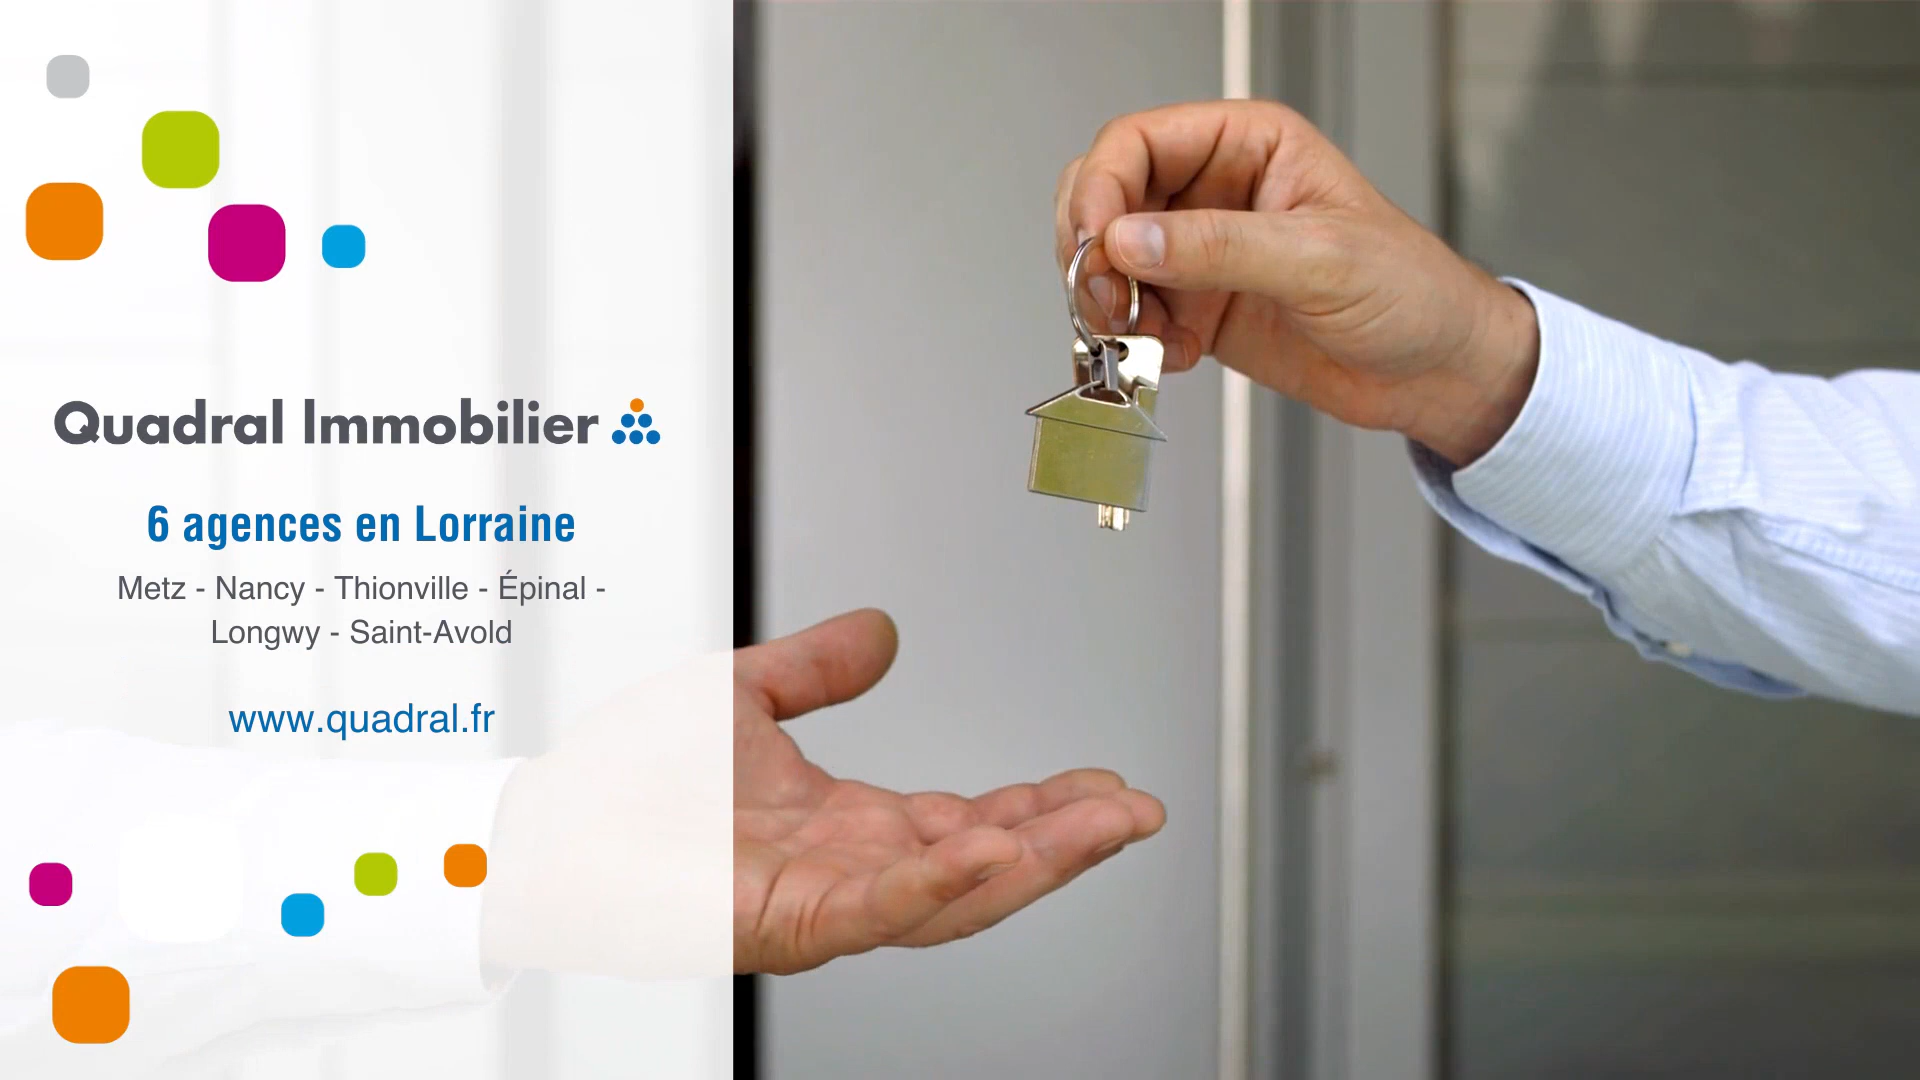 Quadral Immobilier
6 agences en Lorraine
Metz - Nancy - Thionville - Épinal -
Longwy - Saint-Avold
www.quadral.fr